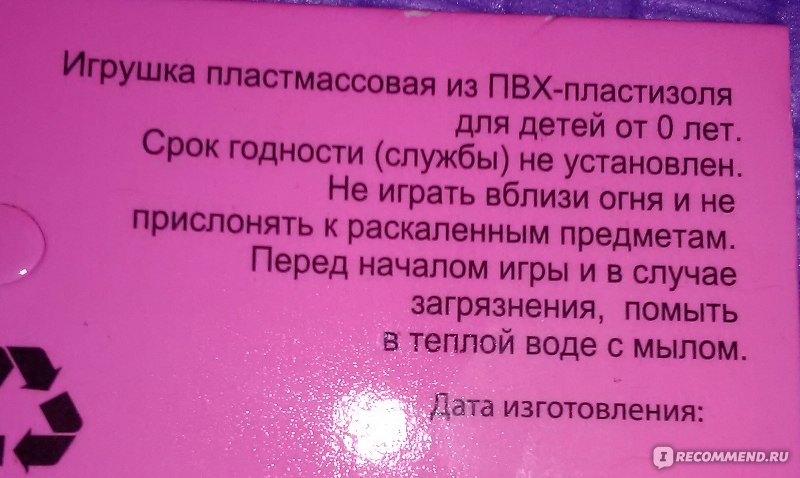 Игрушка пластмассовая из ПВХ-пластизоля
для детей от 0 лет.
Срок годности (службы) не установлен.
Не играть вблизи огня и не
прислонять к раскаленным предметам.
Перед началом игры и в случае
загрязнения, помыть
в теплой воде с мылом.
Дата изготовления:
I RECOMMEND.RU